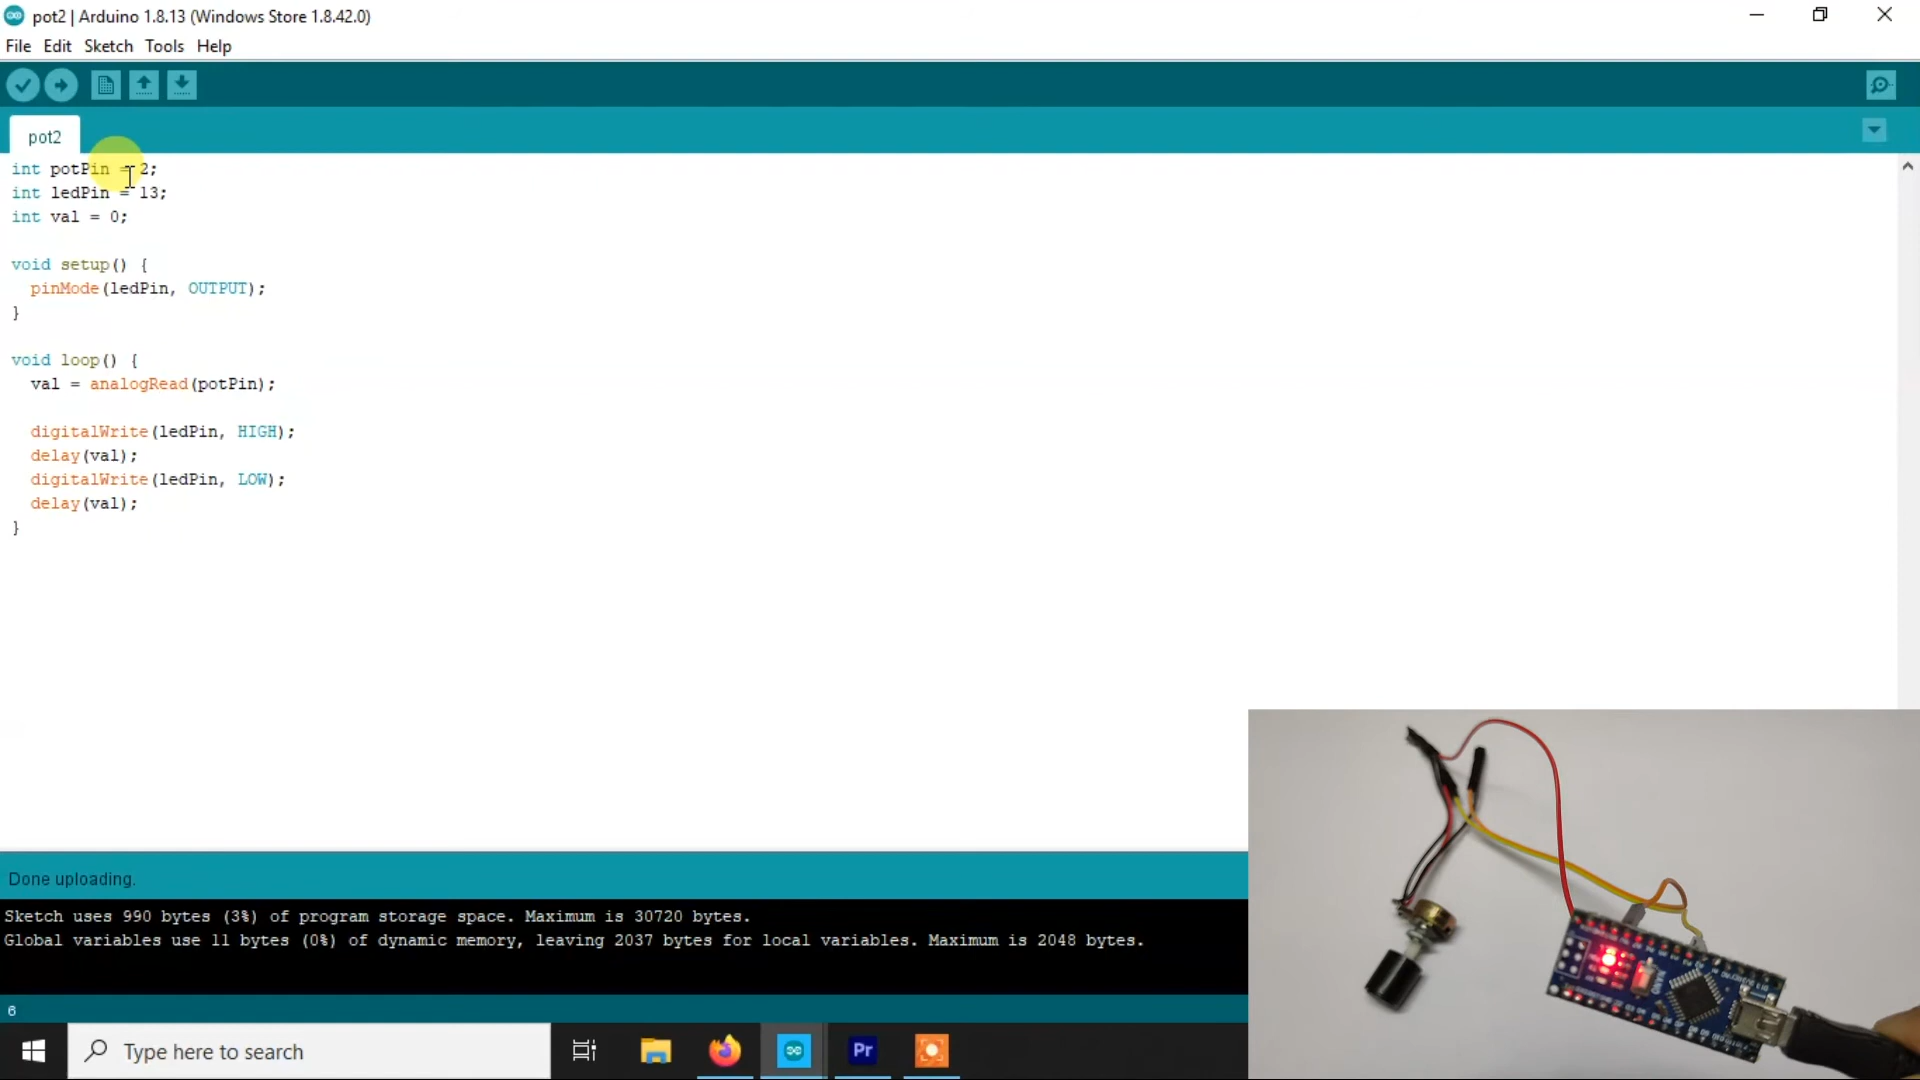 pot2 | Arduino 1.8.13 (Windows Store 1.8.42.0)
File Edit Sketch Tools Help
pot2
int potPin = 2;
int ledPin = 13;
int val = 0;
void setup() {
pinMode(ledPin, OUTPUT);
}
void loop() {
val = analogRead(potPin);
digitalWrite(ledPin, HIGH);
delay(val);
digitalWrite(ledPin, LOW);
delay(val);
}
Done uploading.
Sketch uses 990 bytes (3%) of program storage space. Maximum is 30720 bytes.
Global variables use 11 bytes (0%) of dynamic memory, leaving 2037 bytes for local variables. Maximum is 2048 bytes.
6
Type here to search
Pr